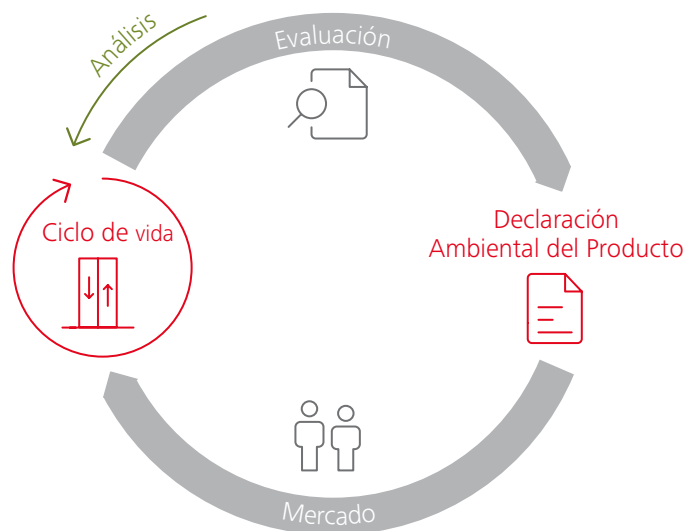 Evaluación
Análisis
Ciclo de vida
Declaración
Ambiental del Producto
Mercado